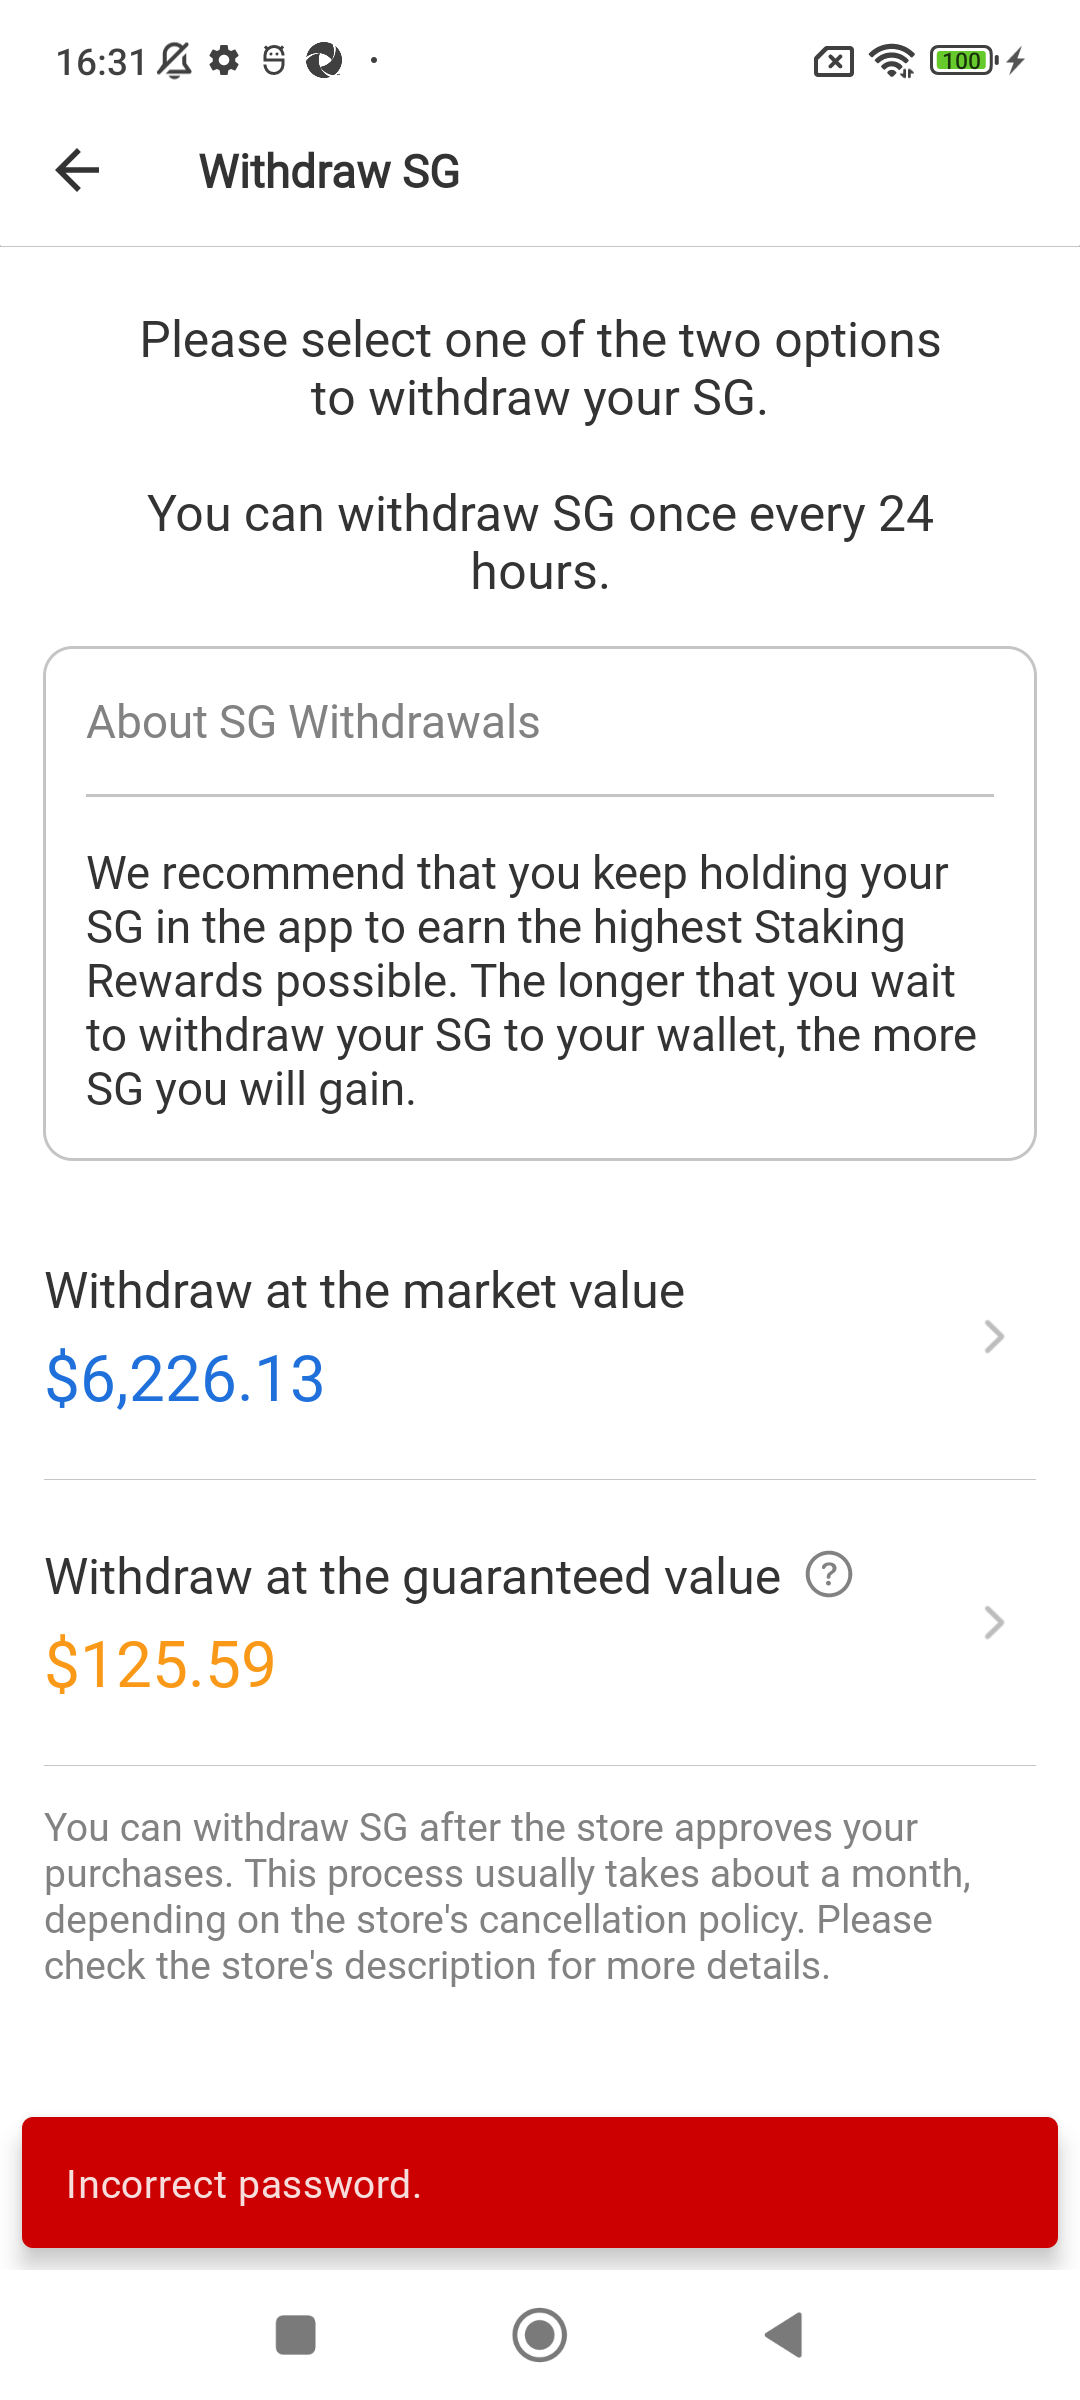 16:31
100
Withdraw SG
Please select one of the two options
to withdraw your SG.
You can withdraw SG once every 24
hours.
About SG Withdrawals
We recommend that you keep holding your
SG in the app to earn the highest Staking
Rewards possible. The longer that you wait
to withdraw your SG to your wallet, the more
SG you will gain.
Withdraw at the market value
$6,226.13
Withdraw at the guaranteed value ?
$125.59
You can withdraw SG after the store approves your
purchases. This process usually takes about a month,
depending on the store's cancellation policy. Please
check the store's description for more details.
Incorrect password.